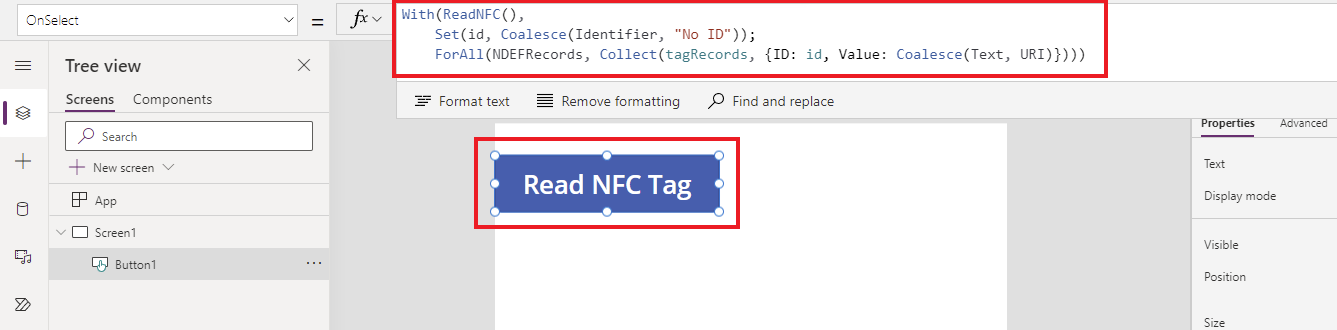 OnSelect
=
fx
With(ReadNFC(),
Set(id, Coalesce(Identifier, "No ID"));
ForAll(NDEFRecords, Collect(tagRecords, {ID: id, Value: Coalesce(Text, URI)})))
Format text
Remove formatting
Find and replace
Tree view
Screens
Components
Search
New screen
App
Screen1
Button1
...
Read NFC Tag
Properties
Advanced
Text
Display mode
Visible
Position
Size